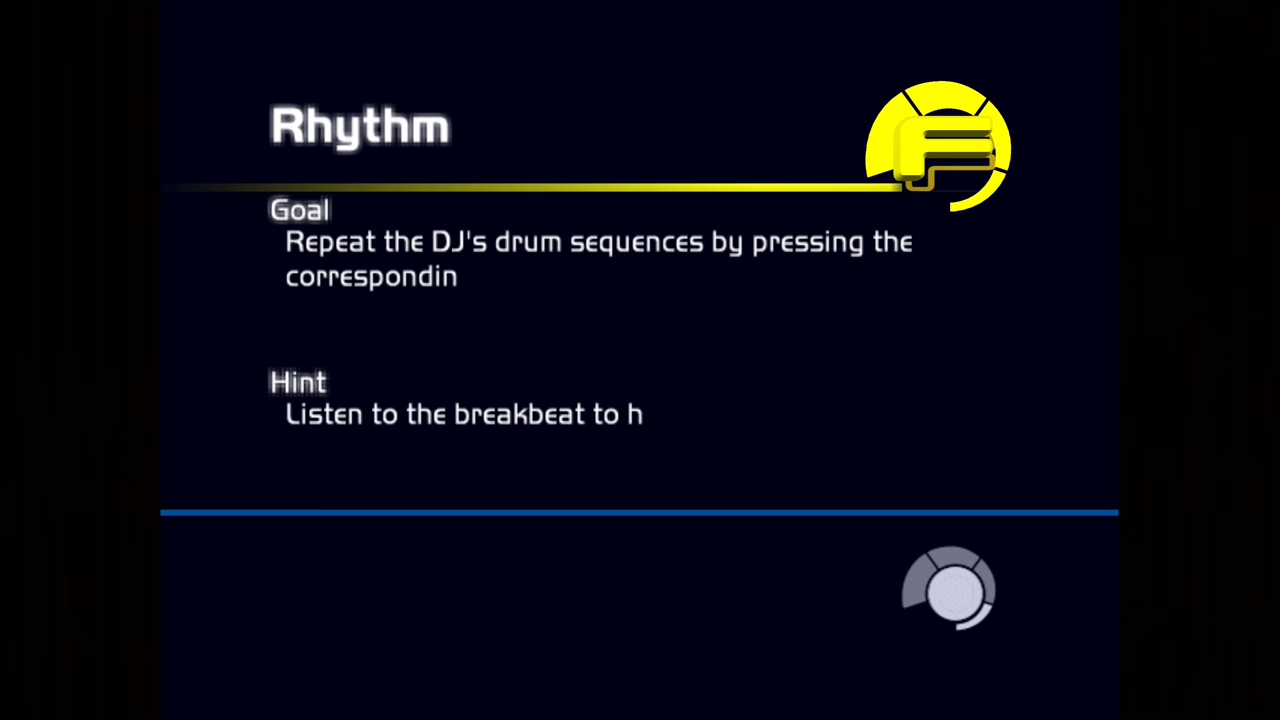 Rhythm
F
Goal
Repeat the DJ's drum sequences by pressing the
correspondin
Hint
Listen to the breakbeat to h